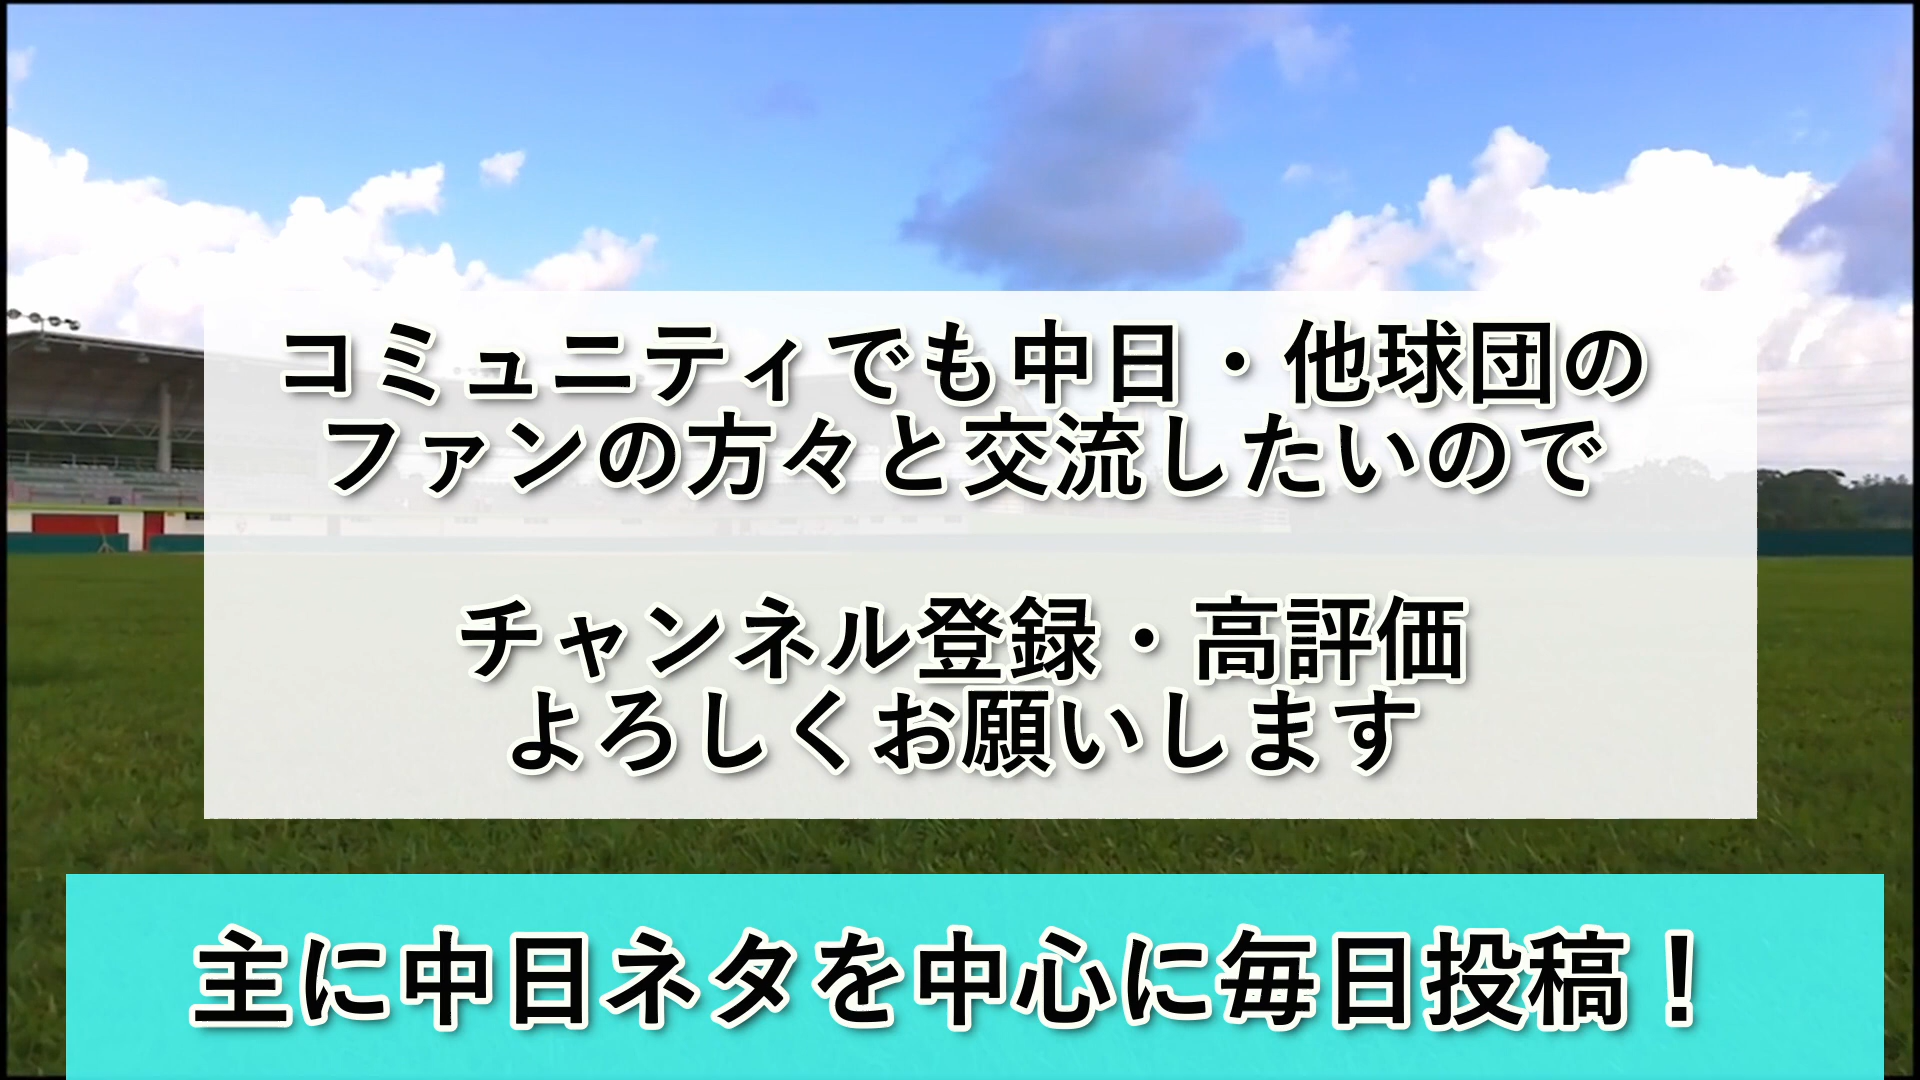 コミュニティでも中日・他球団の
ファンの方々と交流したいので
チャンネル登録・高評価
よろしくお願いします
主に中日ネタを中心に毎日投稿！